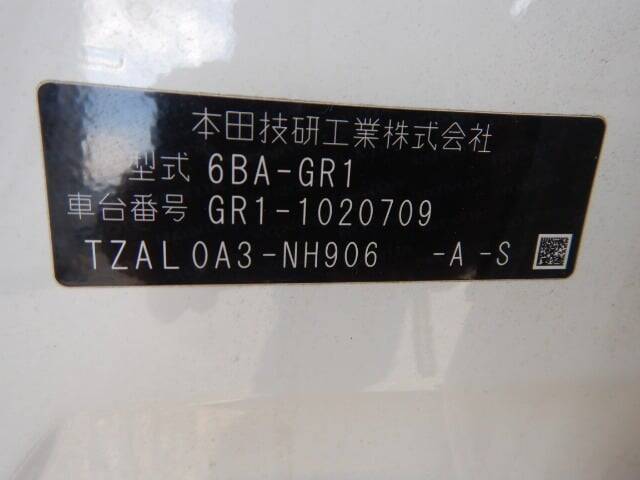 本田技研工業株式会社
型式 6BA-GR1
車台番号 GR1-1020709
TZAL0A3-NH906 -A -S